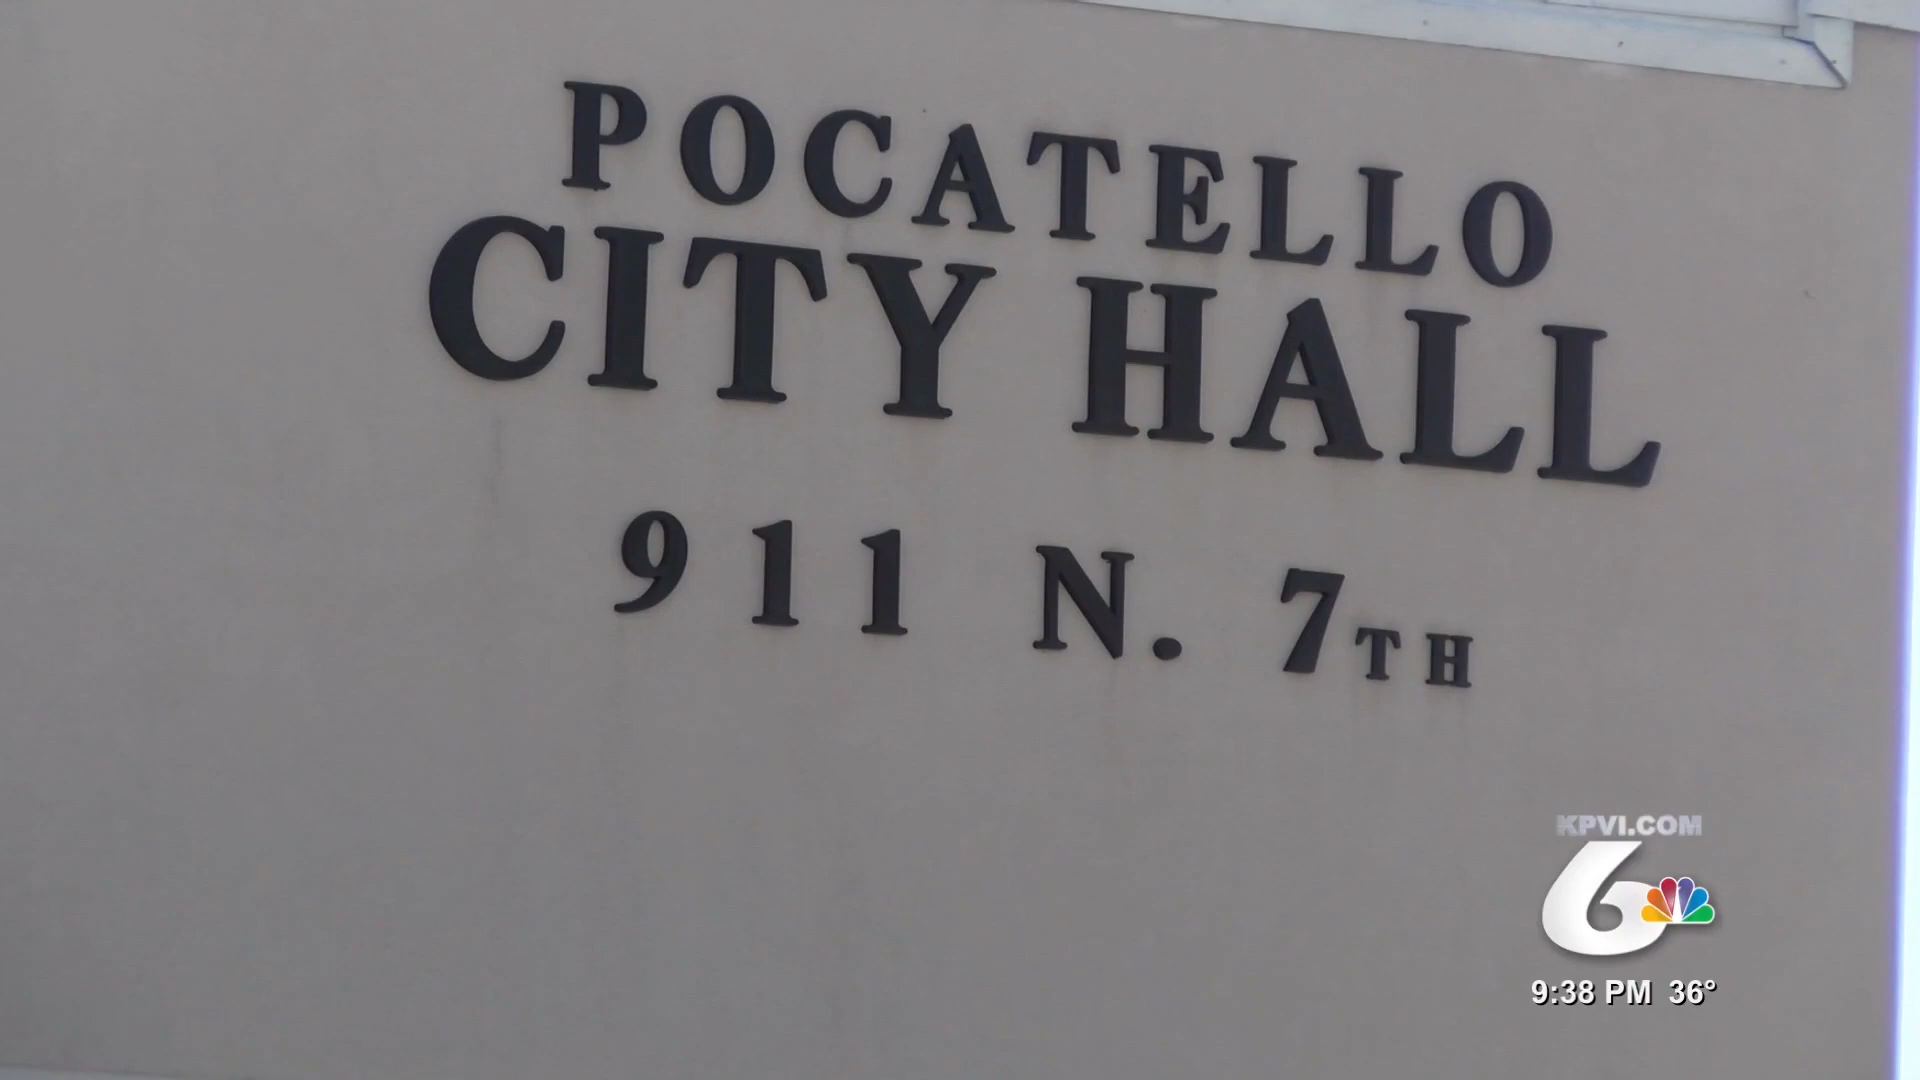 POCATELLO
CITY HALL
911 N. 7TH
KPVI.COM
6
9:38 PM 36°